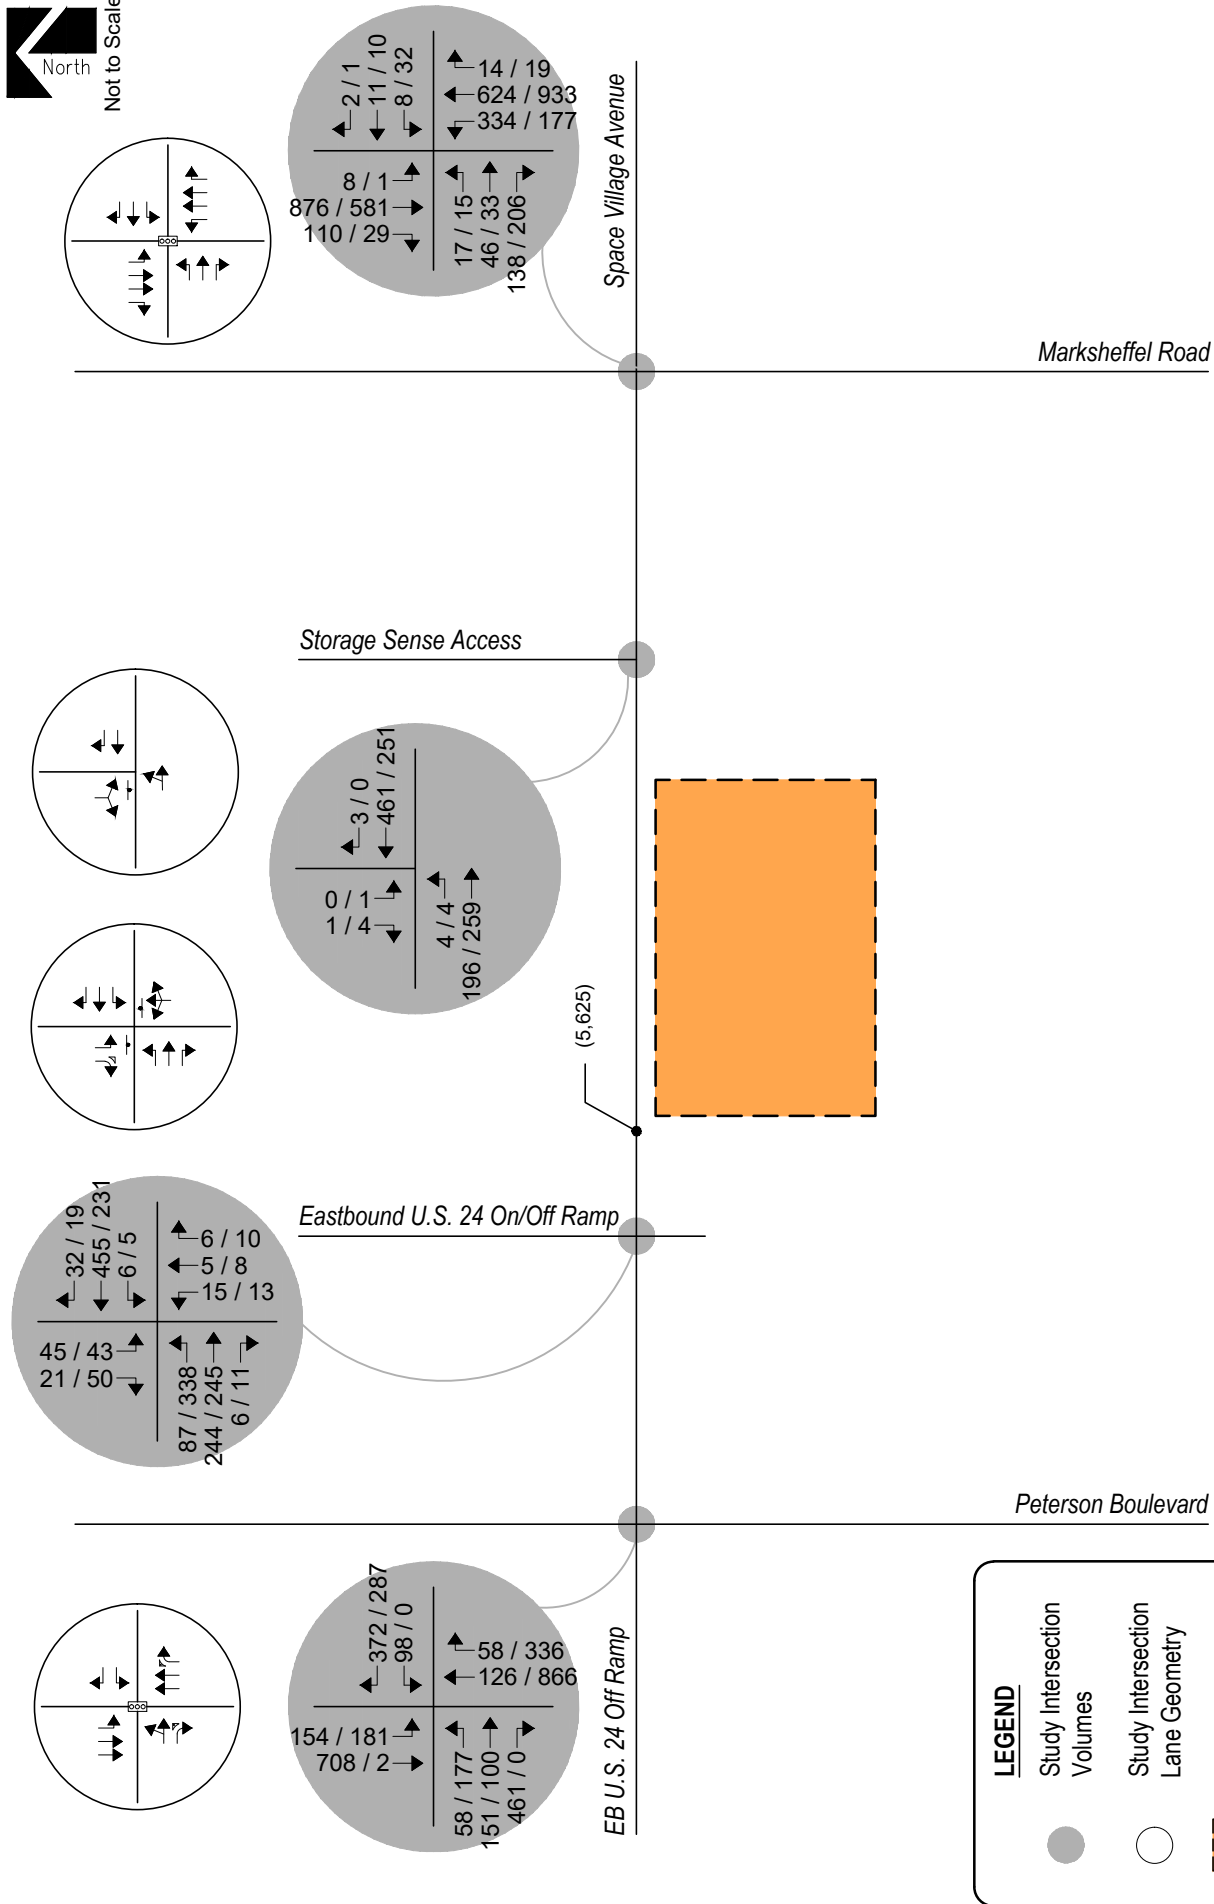 North
Not to Scale
2 / 1
11 / 10
8 / 32
14 / 19
624 / 933
334 / 177
8 / 1
876 / 581
110 / 29
17 / 15
46 / 33
138 / 206
Space Village Avenue
Marksheffel Road
Storage Sense Access
3 / 0
461 / 251
0 / 1
1 / 4
4 / 4
196 / 259
(5,625)
Eastbound U.S. 24 On/Off Ramp
32 / 19
455 / 231
6 / 5
6 / 10
5 / 8
15 / 13
45 / 43
21 / 50
87 / 338
244 / 245
6 / 11
Peterson Boulevard
372 / 287
98 / 0
58 / 336
126 / 866
154 / 181
708 / 2
58 / 177
151 / 100
461 / 0
EB U.S. 24 Off Ramp
LEGEND
Study Intersection
Volumes
Study Intersection
Lane Geometry